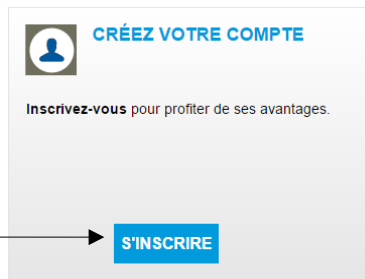 CRÉEZ VOTRE COMPTE
Inscrivez-vous pour profiter de ses avantages.
S'INSCRIRE